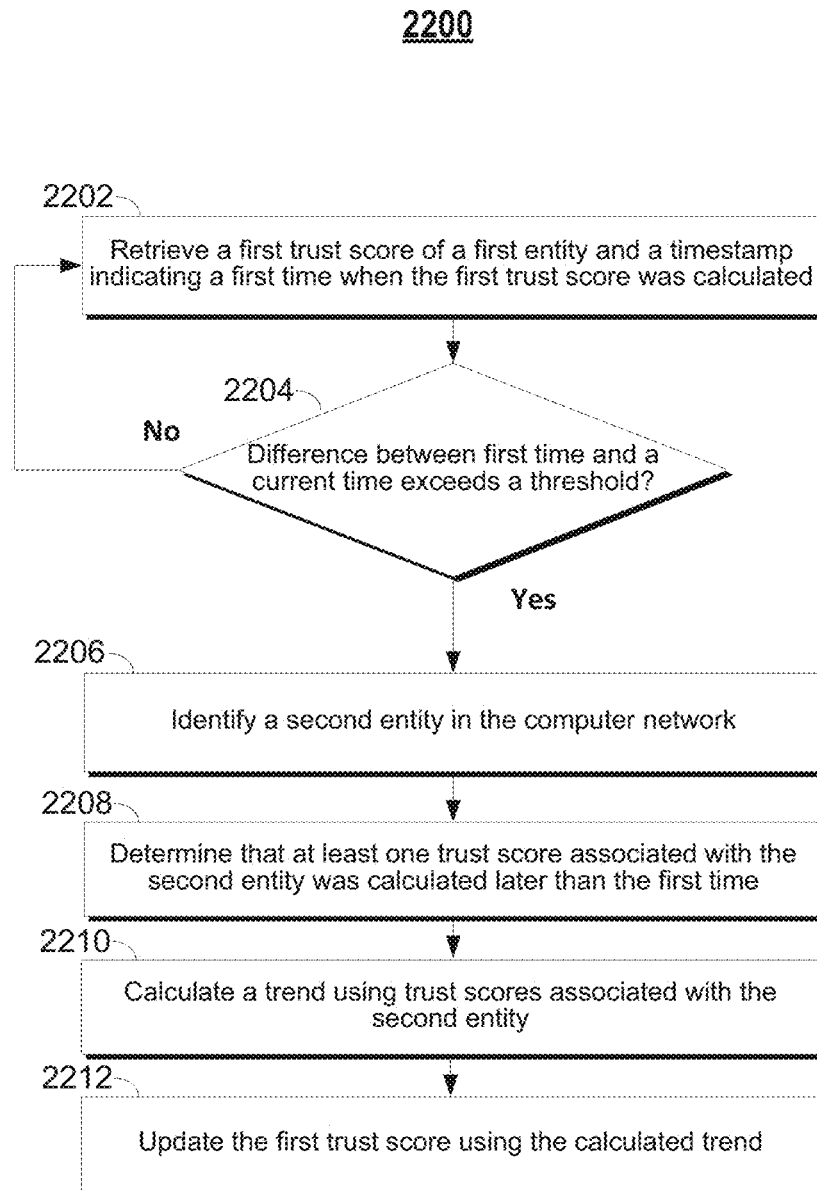 2200
2202
Retrieve a first trust score of a first entity and a timestamp
indicating a first time when the first trust score was calculated
2204
No
Difference between first time and a
current time exceeds a threshold?
Yes
2206
Identify a second entity in the computer network
2208
Determine that at least one trust score associated with the
second entity was calculated later than the first time
2210
Calculate a trend using trust scores associated with the
second entity
2212
Update the first trust score using the calculated trend